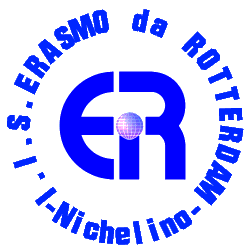 I.I.S.ERASMO da ROTTERDAM-
I-Nichelino-
ER